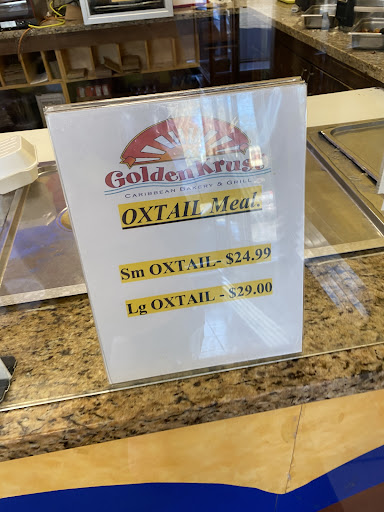 Golden Krust
CARIBBEAN BAKERY & GRILL
OXTAIL Meal.
Sm OXTAIL- $24.99
Lg OXTAIL - $29.00